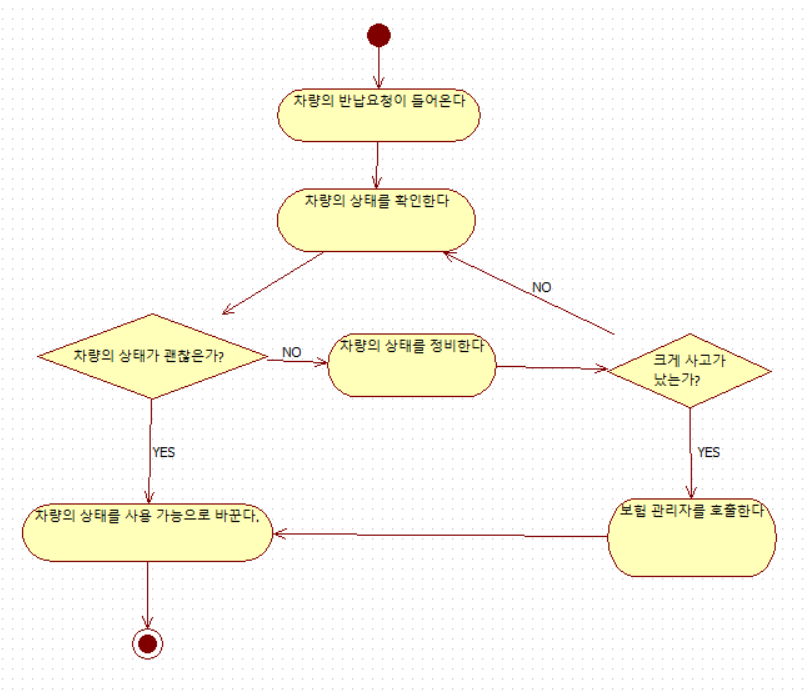 차량의 반납요청이 들어온다
차량의 상태를 확인한다
NO
차량의 상태가 괜찮은가?
NO
차량의 상태를 정비한다
크게 사고가
났는가?
YES
YES
차량의 상태를 사용 가능으로 바꾼다.
보험 관리자를 호출한다